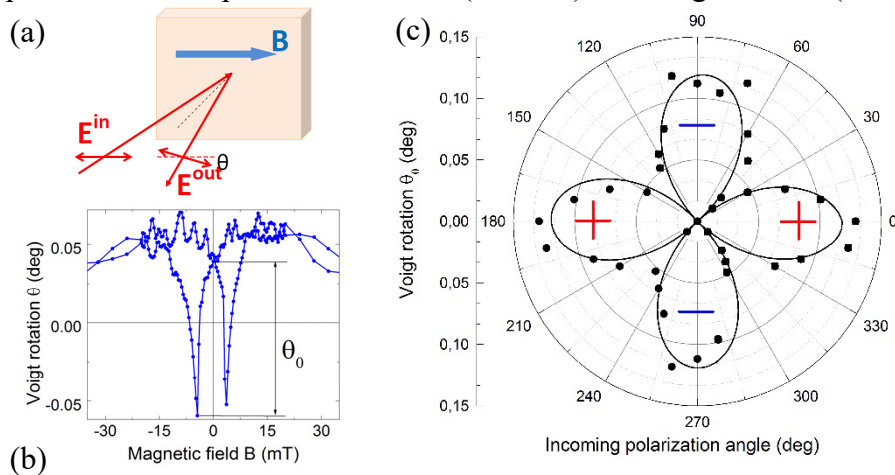 (a)
B
E^in
E^out
θ
Voigt rotation θ (deg)
0.05
0.00
-0.05
θ₀
-30 -15 0 15 30
Magnetic field B (mT)
(b)
(c)
Voigt rotation θ₀ (deg)
0,15
0,10
0,05
0,00
0,05
0,10
0,15
90
120 60
150 30
180 0
210 330
240 300
270
+ +
− −
Incoming polarization angle (deg)